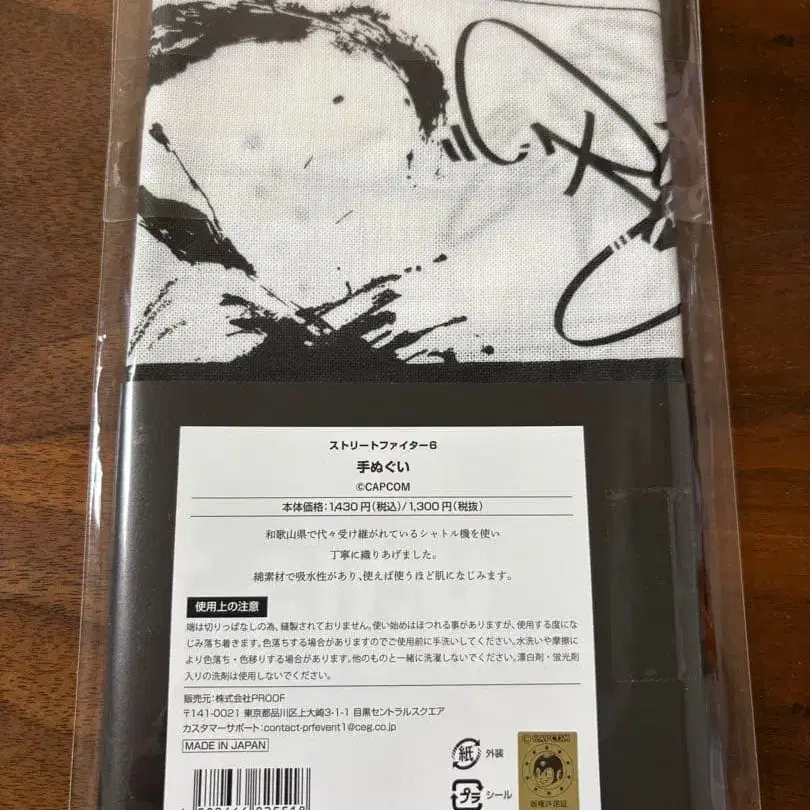 ストリートファイター6
手ぬぐい
©CAPCOM
本体価格:1,430円(税込)/1,300円(税抜)
和歌山県で代々受け継がれているシャトル機を使い
丁寧に織りあげました。
綿素材で吸水性があり、使えば使うほど肌になじみます。
使用上の注意
端は切りっぱなしの為、縫製されておりません。使い始めはほつれる事がありますが、使用する度に
なじみ落ち着きます。色落ちする場合がありますのでご使用前に手洗いしてください。水洗いや摩擦に
より色落ち・色移りする場合があります。他のものと一緒に洗濯しないでください。漂白剤・蛍光剤
入りの洗剤は使用しないでください。
販売元:株式会社PROOF
〒141-0021 東京都品川区上大崎3-1-1 目黒セントラルスクエア
カスタマーサポート:contact-prfevent1@ceg.co.jp
MADE IN JAPAN
紙 外装
プラ シール
© CAPCOM
版権許諾証